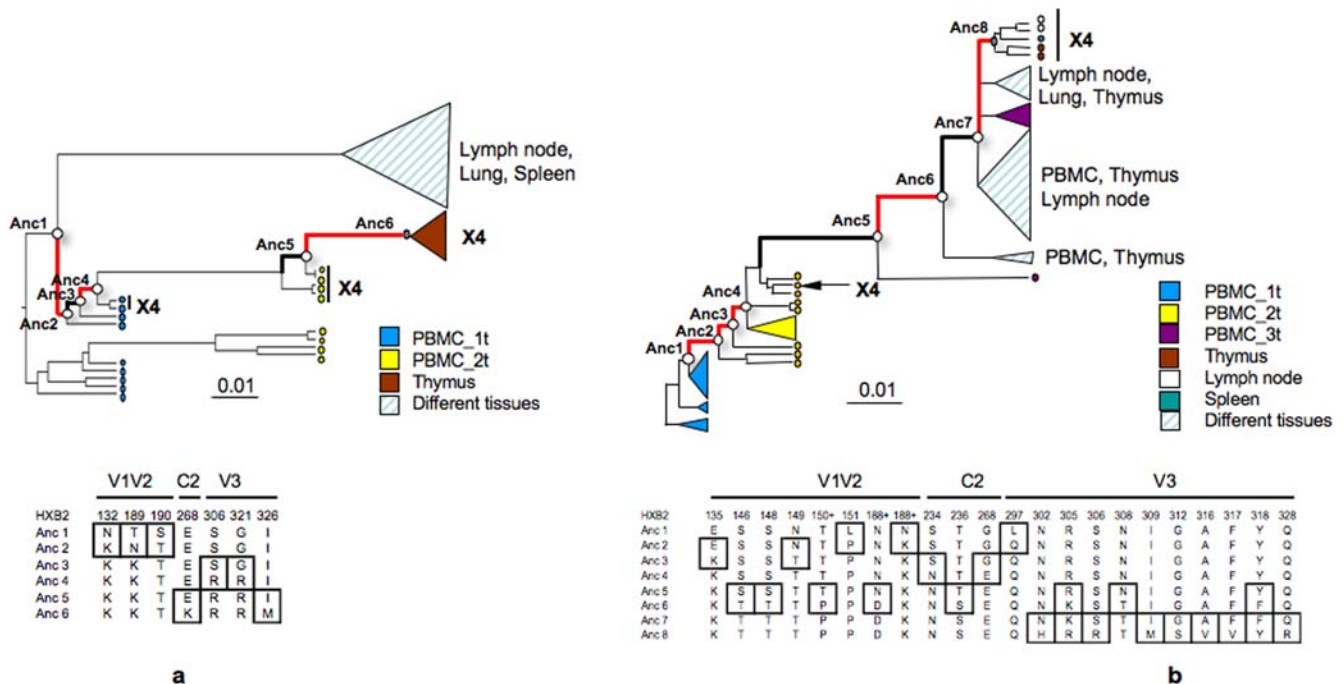 Lymph node,
Lung, Spleen
Anc1
Anc6
X4
Anc5
Anc4
Anc3
X4
X4
Anc2
PBMC_1t
PBMC_2t
Thymus
Different tissues
0.01
V1V2 C2 V3
HXB2 132 189 190 268 306 321 326
Anc 1 N T S E S G I
Anc 2 K N T E S G I
Anc 3 K K T E S G I
Anc 4 K K T E R R I
Anc 5 K K T E R R I
Anc 6 K K T K R R M
a
Anc8
X4
Lymph node,
Lung, Thymus
Anc7
PBMC, Thymus
Lymph node
Anc6
Anc5
PBMC, Thymus
X4
Anc4
Anc3
Anc2
Anc1
PBMC_1t
PBMC_2t
PBMC_3t
Thymus
Lymph node
Spleen
Different tissues
0.01
V1V2 C2 V3
HXB2 135 146 148 149 150+ 151 188+ 188+ 234 236 268 297 302 305 306 308 309 312 316 317 318 328
Anc 1 E S S N T L N N S T G L N R S N I G A F Y Q
Anc 2 E S S N T P N K S T G Q N R S N I G A F Y Q
Anc 3 K S S T T P N K S T G Q N R S N I G A F Y Q
Anc 4 K S S T T P N K N T E Q N R S N I G A F Y Q
Anc 5 K S S T T P N K N T E Q N R S N I G A F Y Q
Anc 6 K T T T P P D K N S E Q N K S T I G A F F Q
Anc 7 K T T T P P D K N S E Q N K S T I G A F F Q
Anc 8 K T T T P P D K N S E Q H R R T M S V V Y R
b